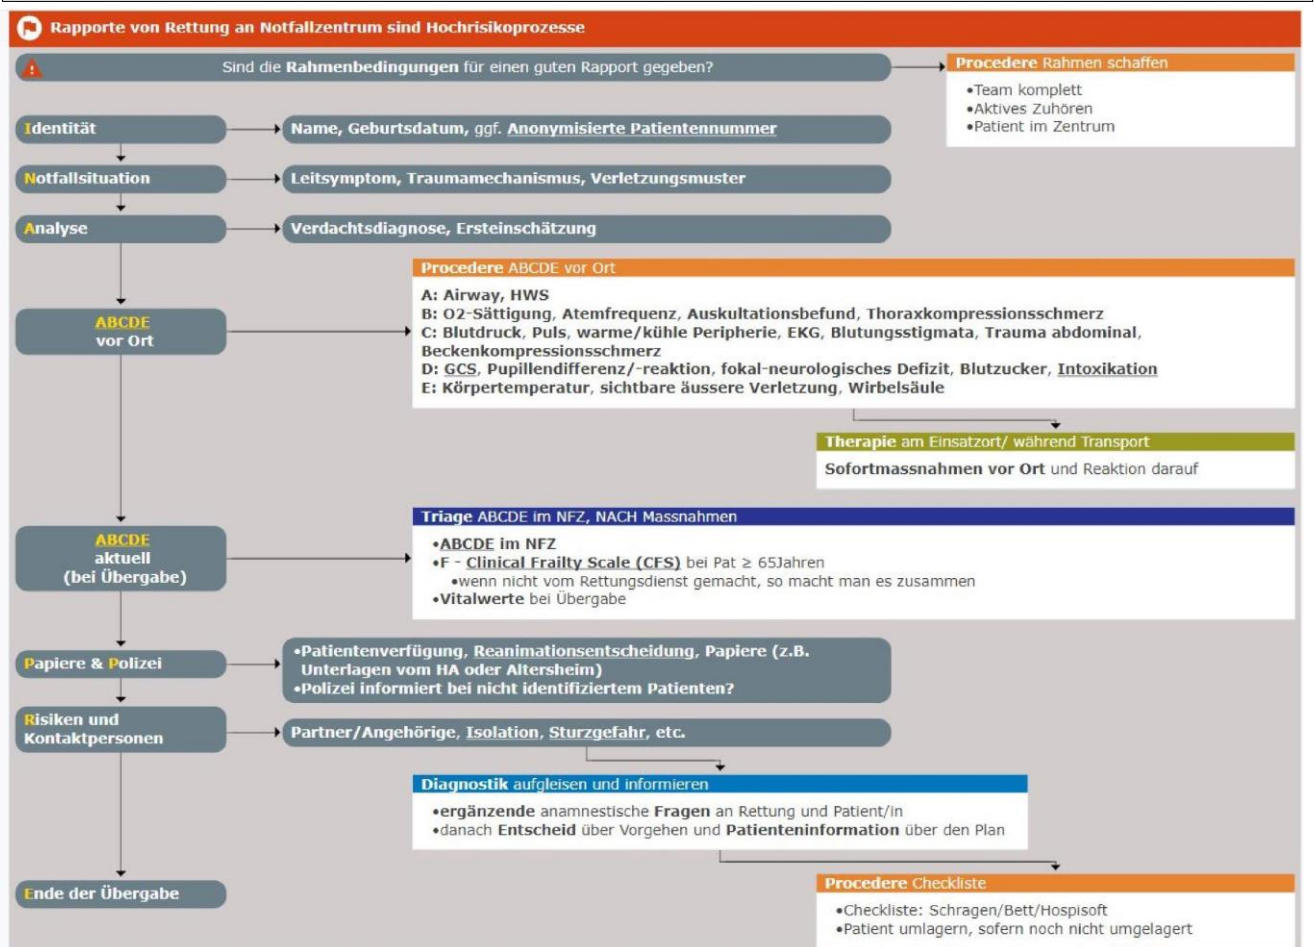 Rapporte von Rettung an Notfallzentrum sind Hochrisikoprozesse
Sind die Rahmenbedingungen für einen guten Rapport gegeben?
Procedere Rahmen schaffen
•Team komplett
•Aktives Zuhören
•Patient im Zentrum
Identität
Name, Geburtsdatum, ggf. Anonymisierte Patientennummer
Notfallsituation
Leitsymptom, Traumamechanismus, Verletzungsmuster
Analyse
Verdachtsdiagnose, Ersteinschätzung
ABCDE
vor Ort
Procedere ABCDE vor Ort
A: Airway, HWS
B: O2-Sättigung, Atemfrequenz, Auskultationsbefund, Thoraxkompressionsschmerz
C: Blutdruck, Puls, warme/kühle Peripherie, EKG, Blutungsstigmata, Trauma abdominal,
Beckenkompressionsschmerz
D: GCS, Pupillendifferenz/-reaktion, fokal-neurologisches Defizit, Blutzucker, Intoxikation
E: Körpertemperatur, sichtbare äussere Verletzung, Wirbelsäule
Therapie am Einsatzort/ während Transport
Sofortmassnahmen vor Ort und Reaktion darauf
ABCDE
aktuell
(bei Übergabe)
Triage ABCDE im NFZ, NACH Massnahmen
•ABCDE im NFZ
•F - Clinical Frailty Scale (CFS) bei Pat ≥ 65Jahren
•wenn nicht vom Rettungsdienst gemacht, so macht man es zusammen
•Vitalwerte bei Übergabe
Papiere & Polizei
•Patientenverfügung, Reanimationsentscheidung, Papiere (z.B.
Unterlagen vom HA oder Altersheim)
•Polizei informiert bei nicht identifiziertem Patienten?
Risiken und
Kontaktpersonen
Partner/Angehörige, Isolation, Sturzgefahr, etc.
Diagnostik aufgleisen und informieren
•ergänzende anamnestische Fragen an Rettung und Patient/in
•danach Entscheid über Vorgehen und Patienteninformation über den Plan
Ende der Übergabe
Procedere Checkliste
•Checkliste: Schragen/Bett/Hospisoft
•Patient umlagern, sofern noch nicht umgelagert